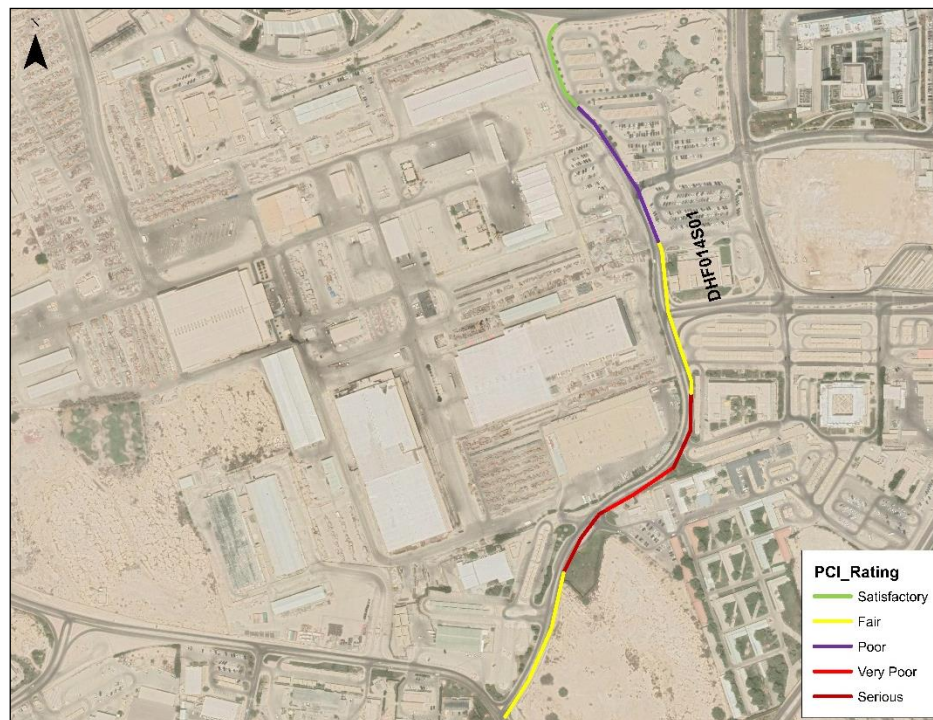 N
DHF014S01
PCI_Rating
Satisfactory
Fair
Poor
Very Poor
Serious